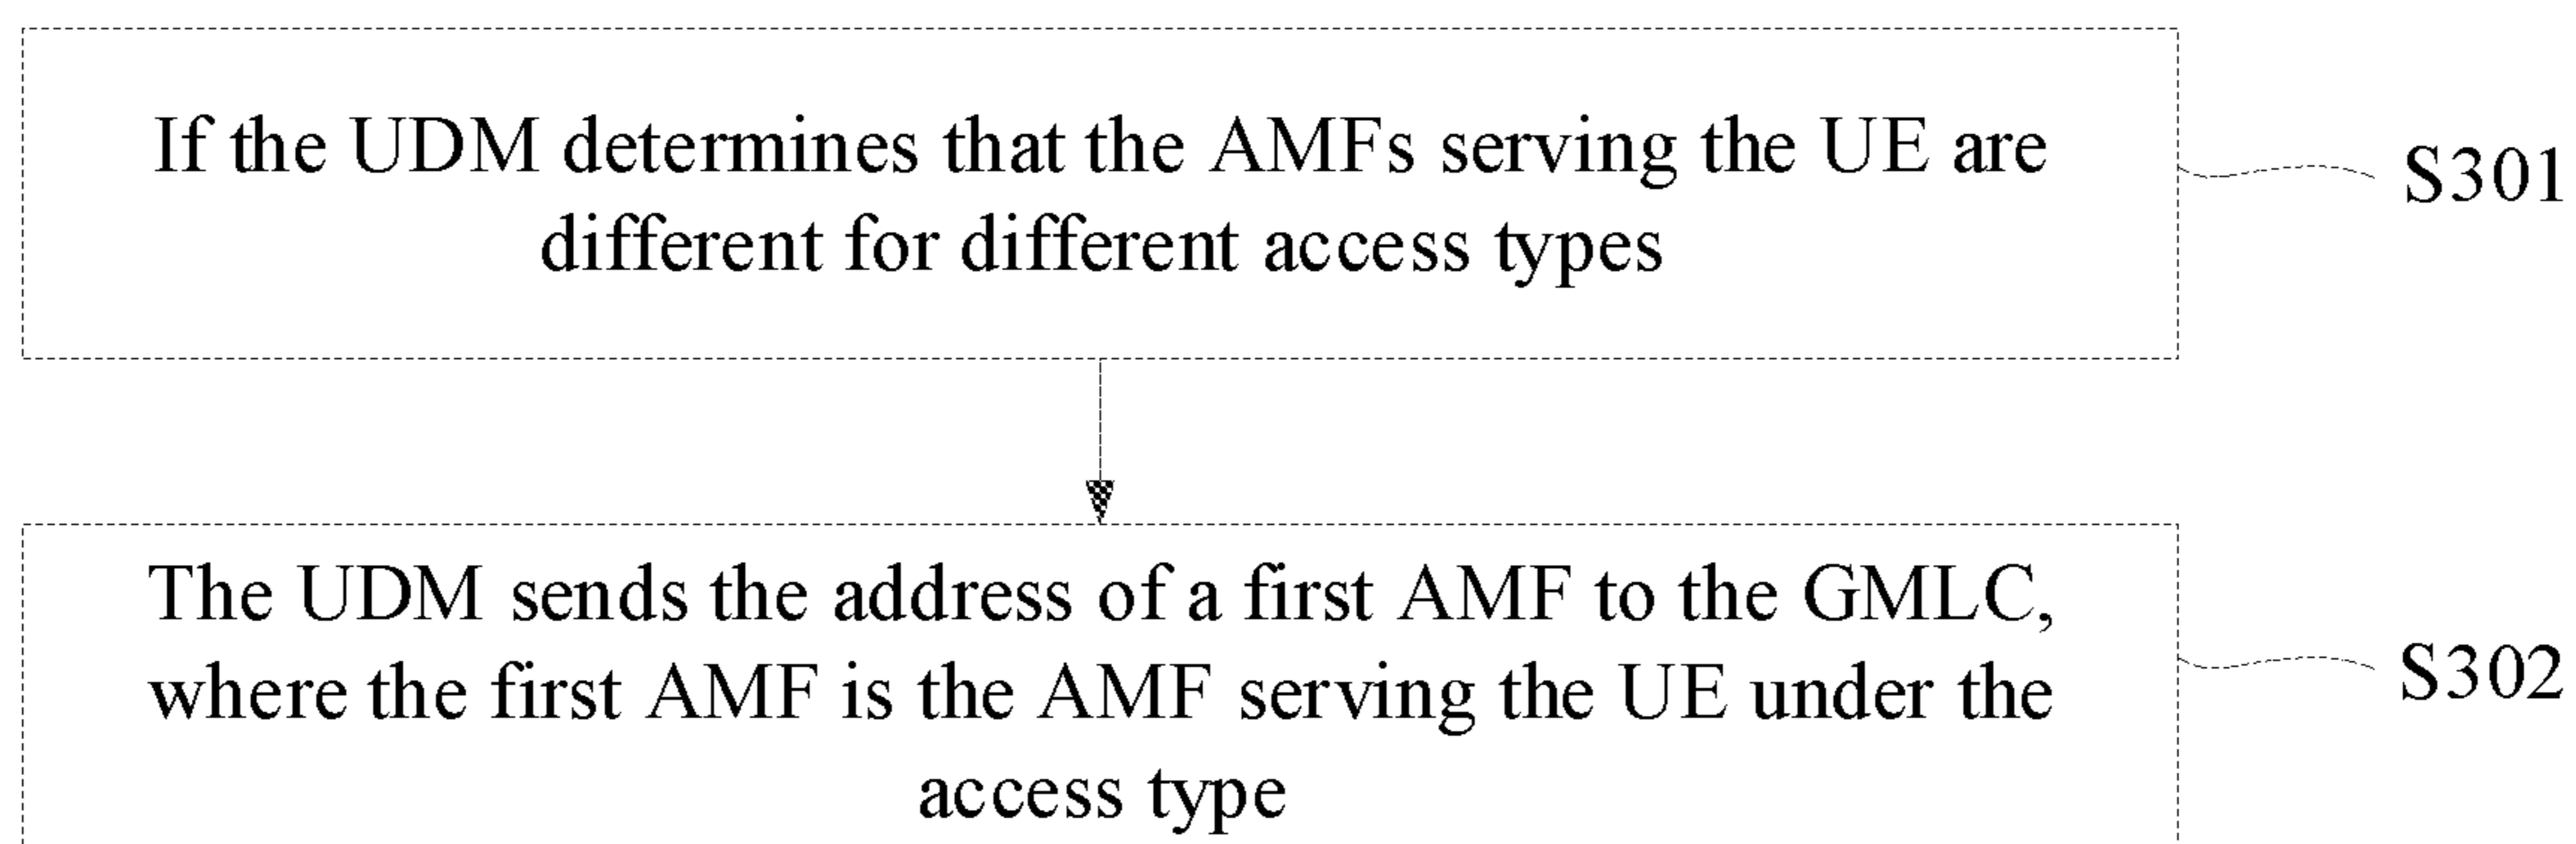 If the UDM determines that the AMFs serving the UE are
different for different access types
S301
The UDM sends the address of a first AMF to the GMLC,
where the first AMF is the AMF serving the UE under the
access type
S302